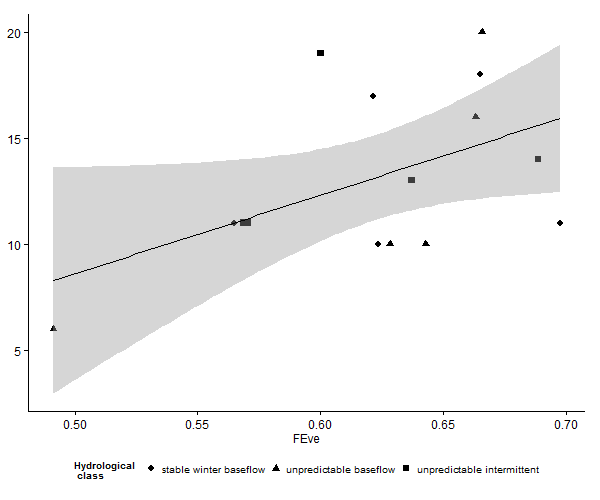 20
15
10
5
0.50 0.55 0.60 0.65 0.70
FEve
Hydrological
class
stable winter baseflow unpredictable baseflow unpredictable intermittent